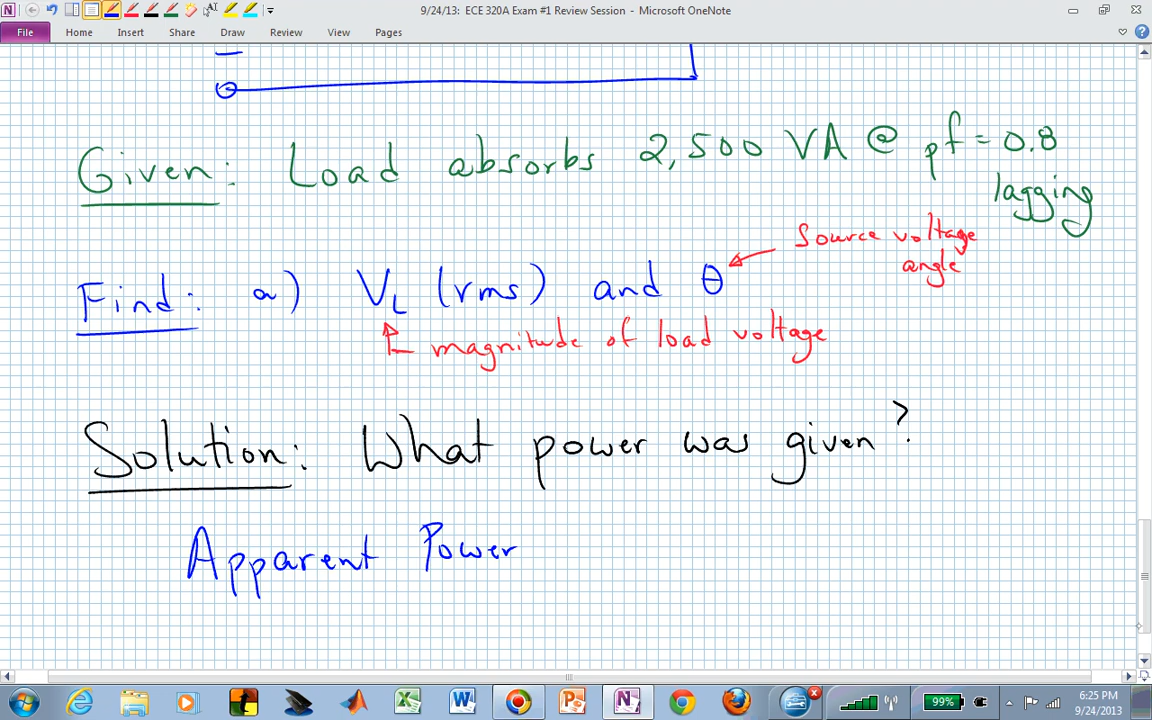 9/24/13: ECE 320A Exam #1 Review Session - Microsoft OneNote
File Home Insert Share Draw Review View Pages
Given: Load absorbs 2,500 VA @ pf = 0.8
lagging
Source voltage
angle
Find: a) VL (rms) and θ
magnitude of load voltage
Solution: What power was given?
Apparent Power
99%
6:25 PM
9/24/2013